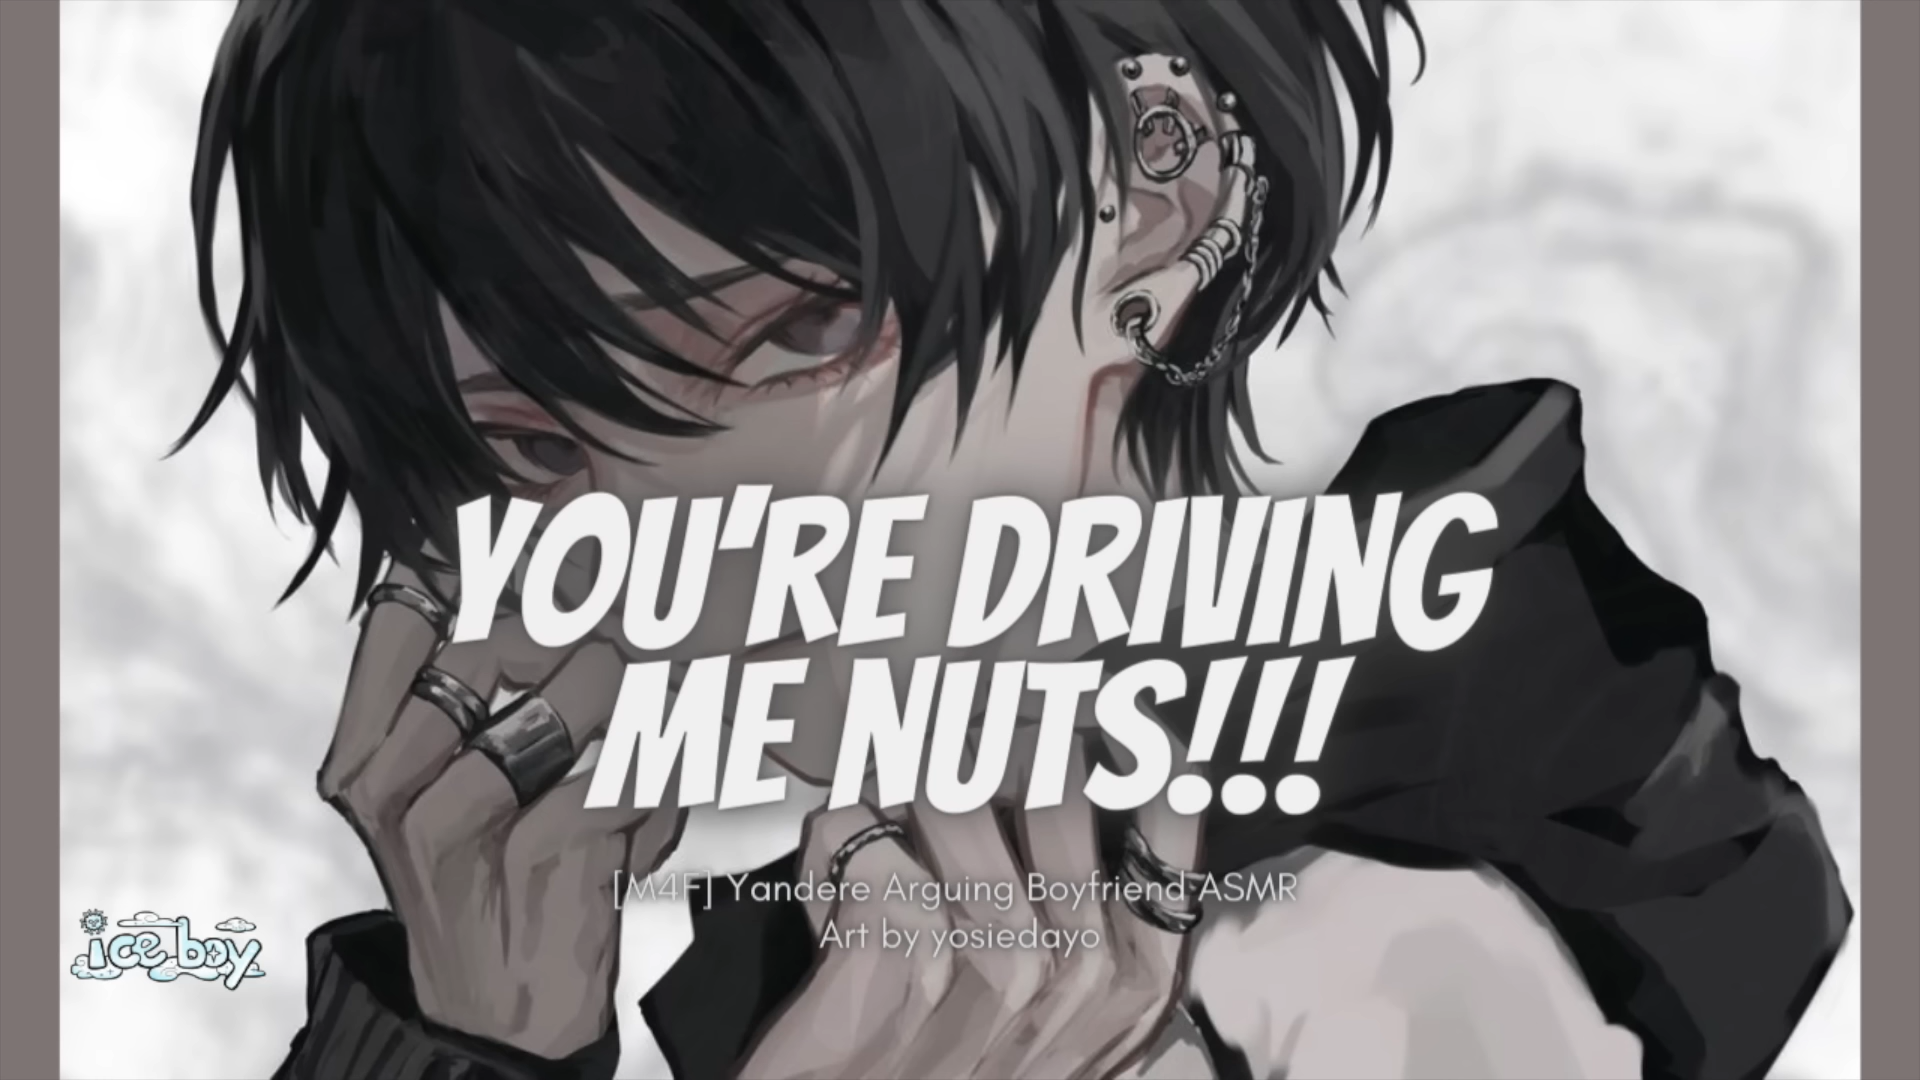 YOU'RE DRIVING
ME NUTS!!!
[M4F] Yandere Arguing Boyfriend ASMR
Art by yosiedayo
ice.boy